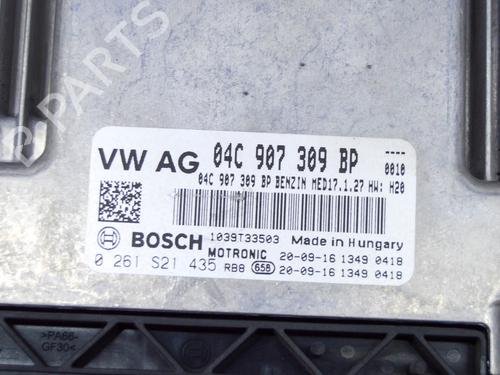 B-PARTS
VW AG 04C 907 309 BP ----
0010
04C 907 309 BP BENZIN MED17.1.27 HW: H20
BOSCH 1039T33503 Made in Hungary
MOTRONIC 20-09-16 1349 0418
0 261 S21 435 RB8 658 20-09-16 1349 0418
>PA66-
GF30<